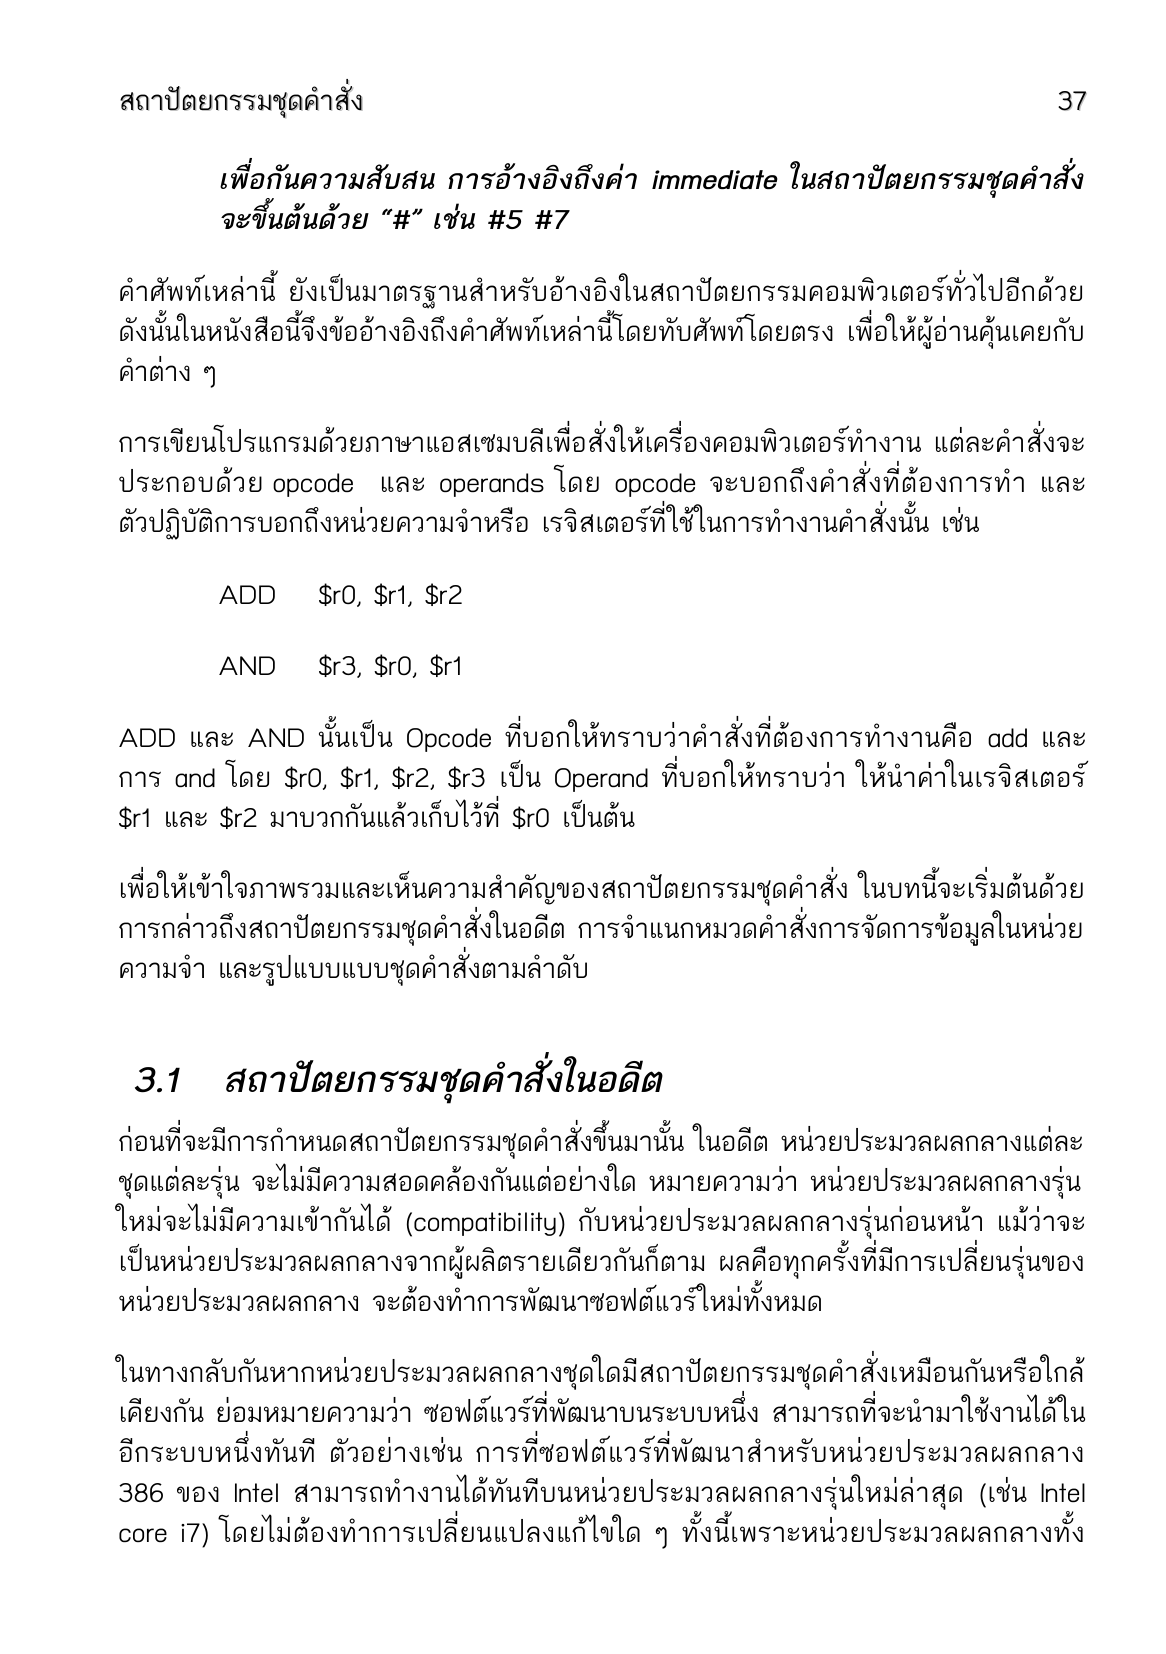 สถาปัตยกรรมชุดคำสั่ง 37
เพื่อกันความสับสน การอ้างอิงถึงค่า immediate ในสถาปัตยกรรมชุดคำสั่ง
จะขึ้นต้นด้วย “#” เช่น #5 #7
คำศัพท์เหล่านี้ ยังเป็นมาตรฐานสำหรับอ้างอิงในสถาปัตยกรรมคอมพิวเตอร์ทั่วไปอีกด้วย
ดังนั้นในหนังสือนี้จึงข้ออ้างอิงถึงคำศัพท์เหล่านี้โดยทับศัพท์โดยตรง เพื่อให้ผู้อ่านคุ้นเคยกับ
คำต่าง ๆ
การเขียนโปรแกรมด้วยภาษาแอสเซมบลีเพื่อสั่งให้เครื่องคอมพิวเตอร์ทำงาน แต่ละคำสั่งจะ
ประกอบด้วย opcode และ operands โดย opcode จะบอกถึงคำสั่งที่ต้องการทำ และ
ตัวปฏิบัติการบอกถึงหน่วยความจำหรือ เรจิสเตอร์ที่ใช้ในการทำงานคำสั่งนั้น เช่น
ADD $r0, $r1, $r2
AND $r3, $r0, $r1
ADD และ AND นั้นเป็น Opcode ที่บอกให้ทราบว่าคำสั่งที่ต้องการทำงานคือ add และ
การ and โดย $r0, $r1, $r2, $r3 เป็น Operand ที่บอกให้ทราบว่า ให้นำค่าในเรจิสเตอร์
$r1 และ $r2 มาบวกกันแล้วเก็บไว้ที่ $r0 เป็นต้น
เพื่อให้เข้าใจภาพรวมและเห็นความสำคัญของสถาปัตยกรรมชุดคำสั่ง ในบทนี้จะเริ่มต้นด้วย
การกล่าวถึงสถาปัตยกรรมชุดคำสั่งในอดีต การจำแนกหมวดคำสั่งการจัดการข้อมูลในหน่วย
ความจำ และรูปแบบแบบชุดคำสั่งตามลำดับ
3.1 สถาปัตยกรรมชุดคำสั่งในอดีต
ก่อนที่จะมีการกำหนดสถาปัตยกรรมชุดคำสั่งขึ้นมานั้น ในอดีต หน่วยประมวลผลกลางแต่ละ
ชุดแต่ละรุ่น จะไม่มีความสอดคล้องกันแต่อย่างใด หมายความว่า หน่วยประมวลผลกลางรุ่น
ใหม่จะไม่มีความเข้ากันได้ (compatibility) กับหน่วยประมวลผลกลางรุ่นก่อนหน้า แม้ว่าจะ
เป็นหน่วยประมวลผลกลางจากผู้ผลิตรายเดียวกันก็ตาม ผลคือทุกครั้งที่มีการเปลี่ยนรุ่นของ
หน่วยประมวลผลกลาง จะต้องทำการพัฒนาซอฟต์แวร์ใหม่ทั้งหมด
ในทางกลับกันหากหน่วยประมวลผลกลางชุดใดมีสถาปัตยกรรมชุดคำสั่งเหมือนกันหรือใกล้
เคียงกัน ย่อมหมายความว่า ซอฟต์แวร์ที่พัฒนาบนระบบหนึ่ง สามารถที่จะนำมาใช้งานได้ใน
อีกระบบหนึ่งทันที ตัวอย่างเช่น การที่ซอฟต์แวร์ที่พัฒนาสำหรับหน่วยประมวลผลกลาง
386 ของ Intel สามารถทำงานได้ทันทีบนหน่วยประมวลผลกลางรุ่นใหม่ล่าสุด (เช่น Intel
core i7) โดยไม่ต้องทำการเปลี่ยนแปลงแก้ไขใด ๆ ทั้งนี้เพราะหน่วยประมวลผลกลางทั้ง